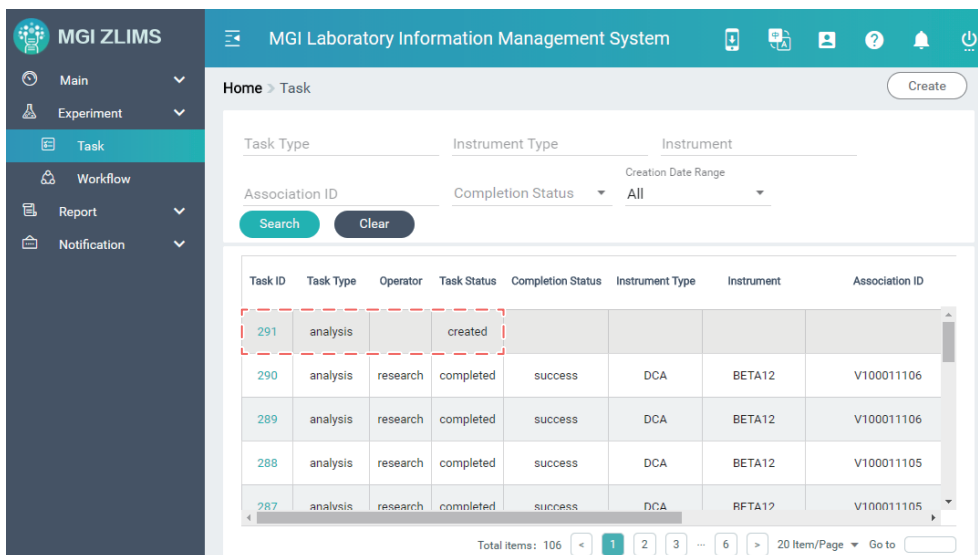 MGI ZLIMS
MGI Laboratory Information Management System
Main
Experiment
Task
Workflow
Report
Notification
Home > Task
Create
Task Type Instrument Type Instrument
Creation Date Range
Association ID Completion Status All
Search Clear
Task ID Task Type Operator Task Status Completion Status Instrument Type Instrument Association ID
291 analysis created
290 analysis research completed success DCA BETA12 V100011106
289 analysis research completed success DCA BETA12 V100011106
288 analysis research completed success DCA BETA12 V100011105
287 analysis research completed success DCA BETA12 V100011105
Total items: 106 < 1 2 3 ... 6 > 20 Item/Page Go to